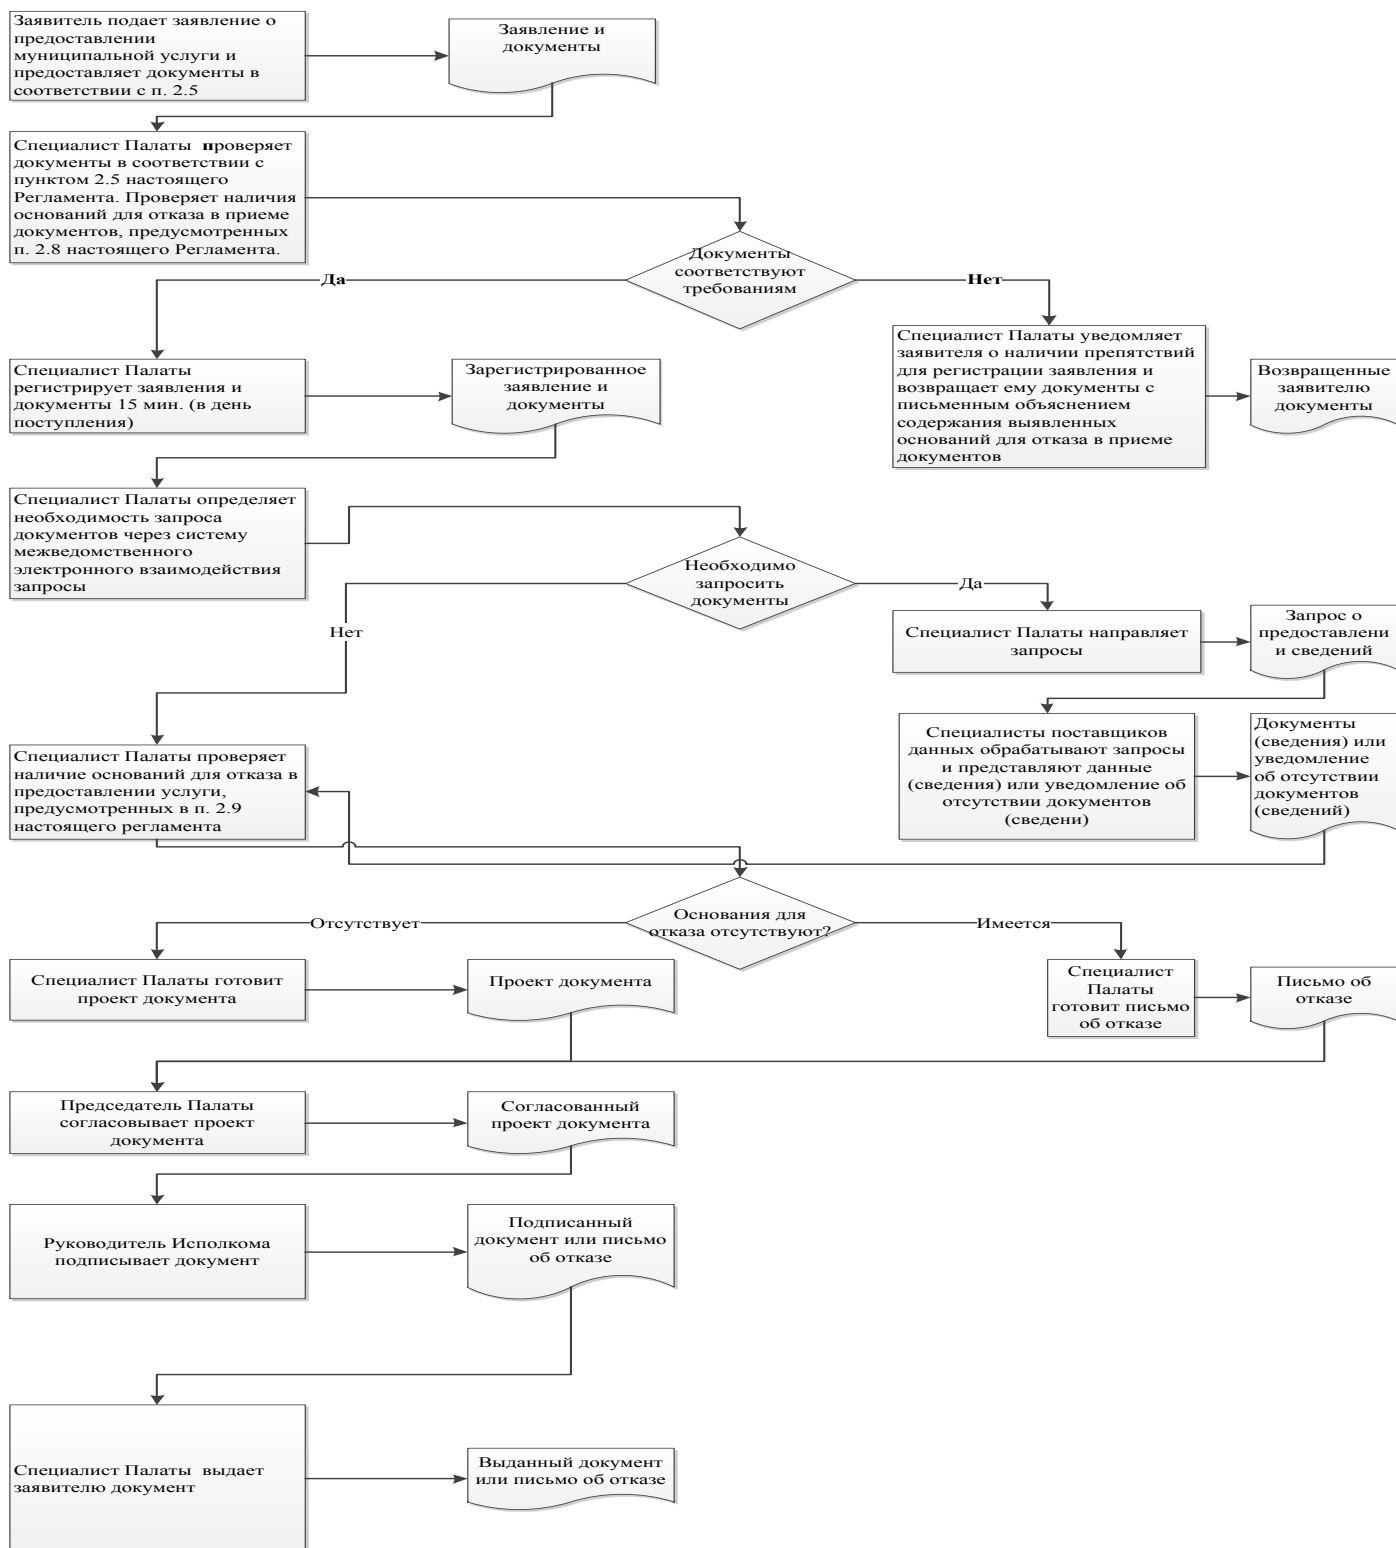 Заявитель подает заявление о
предоставлении
муниципальной услуги и
предоставляет документы в
соответствии с п. 2.5
Заявление и
документы
Специалист Палаты  проверяет
документы в соответствии с
пунктом 2.5 настоящего
Регламента. Проверяет наличия
оснований для отказа в приеме
документов, предусмотренных
п. 2.8 настоящего Регламента.
Документы
соответствуют
требованиям
Да
Нет
Специалист Палаты
регистрирует заявления и
документы 15 мин. (в день
поступления)
Зарегистрированное
заявление и
документы
Специалист Палаты уведомляет
заявителя о наличии препятствий
для регистрации заявления и
возвращает ему документы с
письменным объяснением
содержания выявленных
оснований для отказа в приеме
документов
Возвращенные
заявителю
документы
Специалист Палаты определяет
необходимость запроса
документов через систему
межведомственного
электронного взаимодействия
запросы
Необходимо
запросить
документы
Да
Нет
Специалист Палаты направляет
запросы
Запрос о
предоставлени
и сведений
Специалисты поставщиков
данных обрабатывают запросы
и представляют данные
(сведения) или уведомление об
отсутствии документов
(сведени)
Документы
(сведения) или
уведомление
об отсутствии
документов
(сведений)
Специалист Палаты проверяет
наличие оснований для отказа в
предоставлении услуги,
предусмотренных в п. 2.9
настоящего регламента
Основания для
отказа отсутствуют?
Отсутствует
Имеется
Специалист Палаты готовит
проект документа
Проект документа
Специалист
Палаты
готовит письмо
об отказе
Письмо об
отказе
Председатель Палаты
согласовывает проект
документа
Согласованный
проект документа
Руководитель Исполкома
подписывает документ
Подписанный
документ или письмо
об отказе
Специалист Палаты  выдает
заявителю документ
Выданный документ
или письмо об отказе